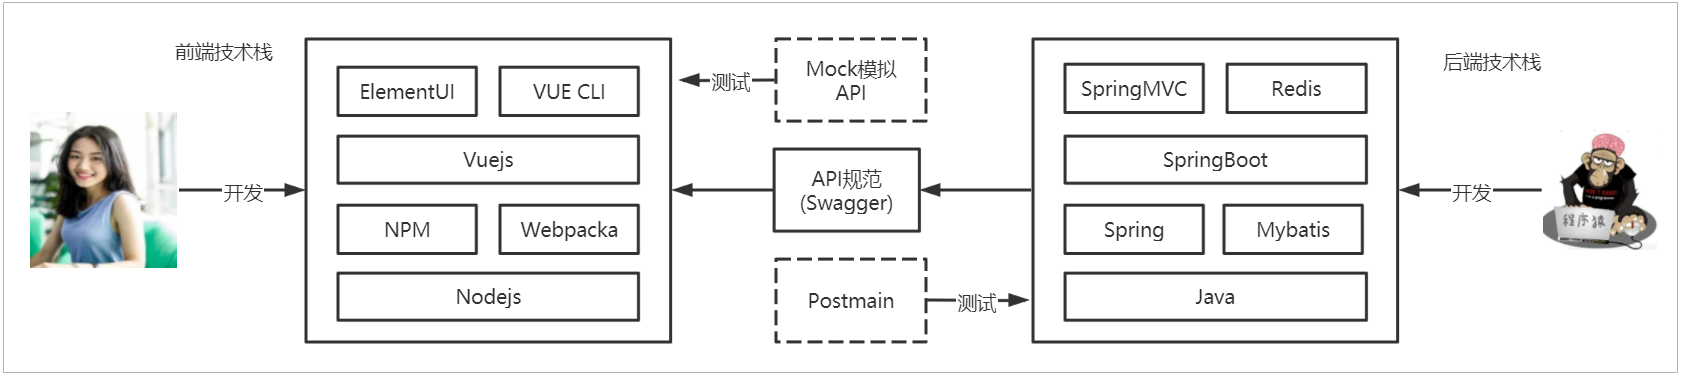 前端技术栈
ElementUI
VUE CLI
Vuejs
NPM
Webpacka
Nodejs
开发
测试
Mock模拟
API
API规范
(Swagger)
Postmain
测试
后端技术栈
SpringMVC
Redis
SpringBoot
Spring
Mybatis
Java
开发
程序猿